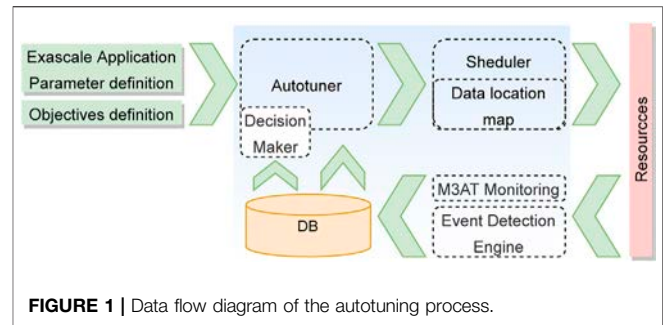 Exascale Application
Parameter definition
Objectives definition
Autotuner
Decision
Maker
Sheduler
Data location
map
M3AT Monitoring
Event Detection
Engine
DB
Resourcces
FIGURE 1 | Data flow diagram of the autotuning process.